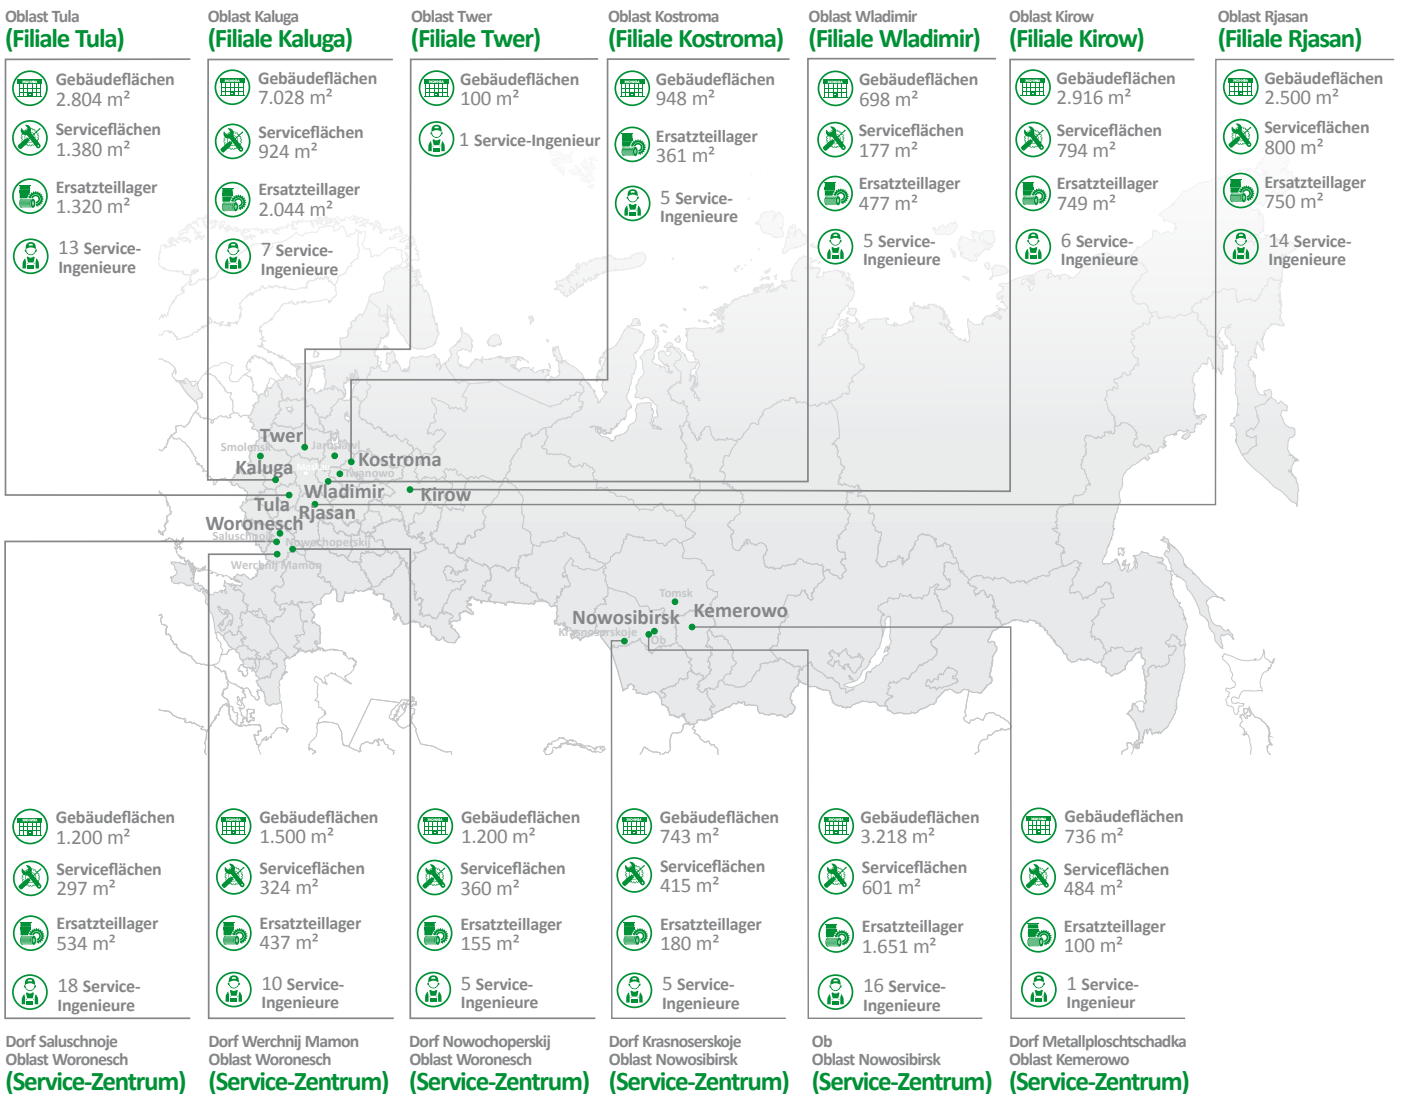 Oblast Tula
(Filiale Tula)
Gebäudeflächen
2.804 m²
Serviceflächen
1.380 m²
Ersatzteillager
1.320 m²
13 Service-
Ingenieure
Oblast Kaluga
(Filiale Kaluga)
Gebäudeflächen
7.028 m²
Serviceflächen
924 m²
Ersatzteillager
2.044 m²
7 Service-
Ingenieure
Oblast Twer
(Filiale Twer)
Gebäudeflächen
100 m²
1 Service-Ingenieur
Oblast Kostroma
(Filiale Kostroma)
Gebäudeflächen
948 m²
Ersatzteillager
361 m²
5 Service-
Ingenieure
Oblast Wladimir
(Filiale Wladimir)
Gebäudeflächen
698 m²
Serviceflächen
177 m²
Ersatzteillager
477 m²
5 Service-
Ingenieure
Oblast Kirow
(Filiale Kirow)
Gebäudeflächen
2.916 m²
Serviceflächen
794 m²
Ersatzteillager
749 m²
6 Service-
Ingenieure
Oblast Rjasan
(Filiale Rjasan)
Gebäudeflächen
2.500 m²
Serviceflächen
800 m²
Ersatzteillager
750 m²
14 Service-
Ingenieure
Twer
Smolensk
Jaroslawl
Kostroma
Kaluga
Iwanowo
Wladimir
Kirow
Tula
Rjasan
Woronesch
Saluschnoje
Nowochoperskij
Werchnij Mamon
Tomsk
Kemerowo
Nowosibirsk
Krasnoserskoje
Ob
Gebäudeflächen
1.200 m²
Serviceflächen
297 m²
Ersatzteillager
534 m²
18 Service-
Ingenieure
Dorf Saluschnoje
Oblast Woronesch
(Service-Zentrum)
Gebäudeflächen
1.500 m²
Serviceflächen
324 m²
Ersatzteillager
437 m²
10 Service-
Ingenieure
Dorf Werchnij Mamon
Oblast Woronesch
(Service-Zentrum)
Gebäudeflächen
1.200 m²
Serviceflächen
360 m²
Ersatzteillager
155 m²
5 Service-
Ingenieure
Dorf Nowochoperskij
Oblast Woronesch
(Service-Zentrum)
Gebäudeflächen
743 m²
Serviceflächen
415 m²
Ersatzteillager
180 m²
5 Service-
Ingenieure
Dorf Krasnoserskoje
Oblast Nowosibirsk
(Service-Zentrum)
Gebäudeflächen
3.218 m²
Serviceflächen
601 m²
Ersatzteillager
1.651 m²
16 Service-
Ingenieure
Ob
Oblast Nowosibirsk
(Service-Zentrum)
Gebäudeflächen
736 m²
Serviceflächen
484 m²
Ersatzteillager
100 m²
1 Service-
Ingenieur
Dorf Metallploschtschadka
Oblast Kemerowo
(Service-Zentrum)